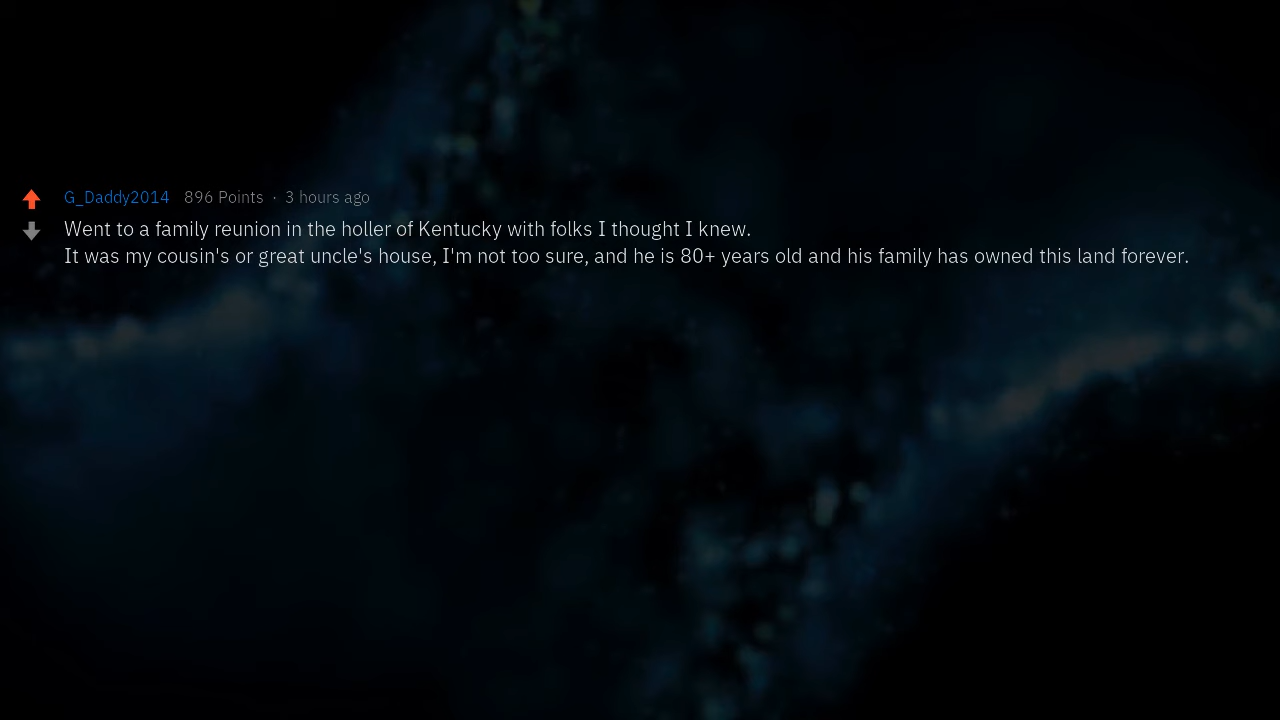 G_Daddy2014 896 Points · 3 hours ago
Went to a family reunion in the holler of Kentucky with folks I thought I knew.
It was my cousin's or great uncle's house, I'm not too sure, and he is 80+ years old and his family has owned this land forever.